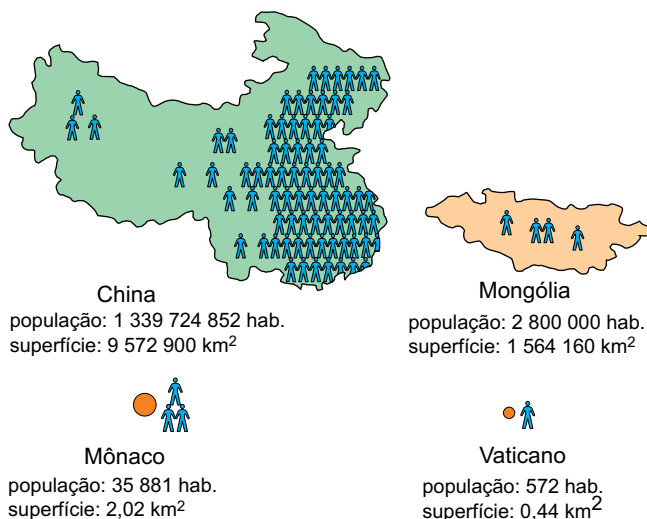 China
população: 1 339 724 852 hab.
superfície: 9 572 900 km²
Mongólia
população: 2 800 000 hab.
superfície: 1 564 160 km²
Mônaco
população: 35 881 hab.
superfície: 2,02 km²
Vaticano
população: 572 hab.
superfície: 0,44 km²